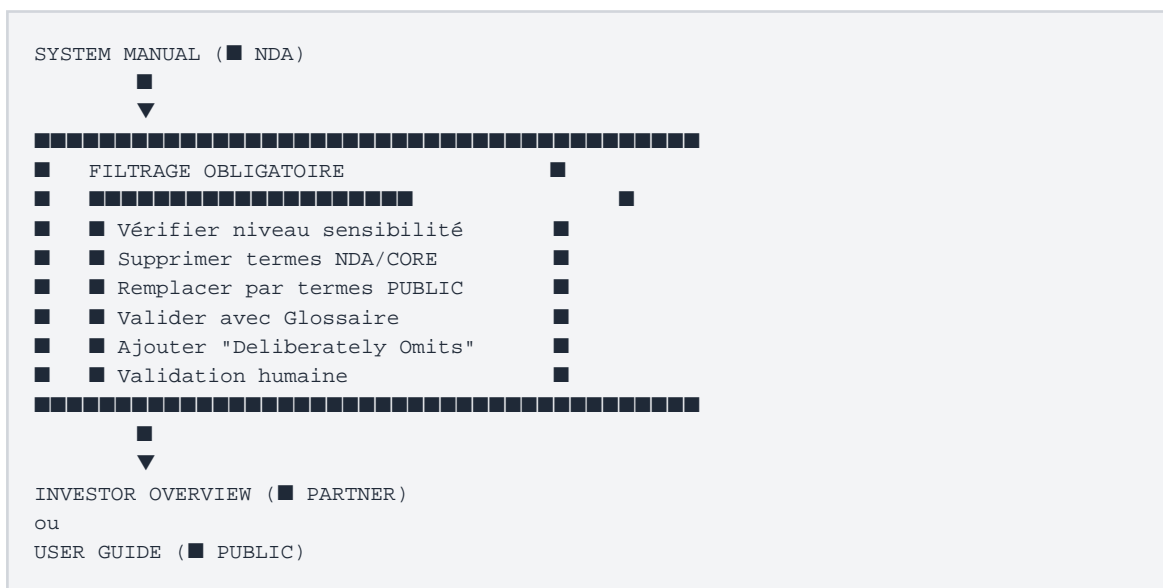 SYSTEM MANUAL (■ NDA)
■
▼
■■■■■■■■■■■■■■■■■■■■■■■■■■■■■■■■■■■■■■■■■
■ FILTRAGE OBLIGATOIRE ■
■ ■■■■■■■■■■■■■■■■■■■■ ■
■ ■ Vérifier niveau sensibilité ■
■ ■ Supprimer termes NDA/CORE ■
■ ■ Remplacer par termes PUBLIC ■
■ ■ Valider avec Glossaire ■
■ ■ Ajouter "Deliberately Omits" ■
■ ■ Validation humaine ■
■■■■■■■■■■■■■■■■■■■■■■■■■■■■■■■■■■■■■■■■■
■
▼
INVESTOR OVERVIEW (■ PARTNER)
ou
USER GUIDE (■ PUBLIC)